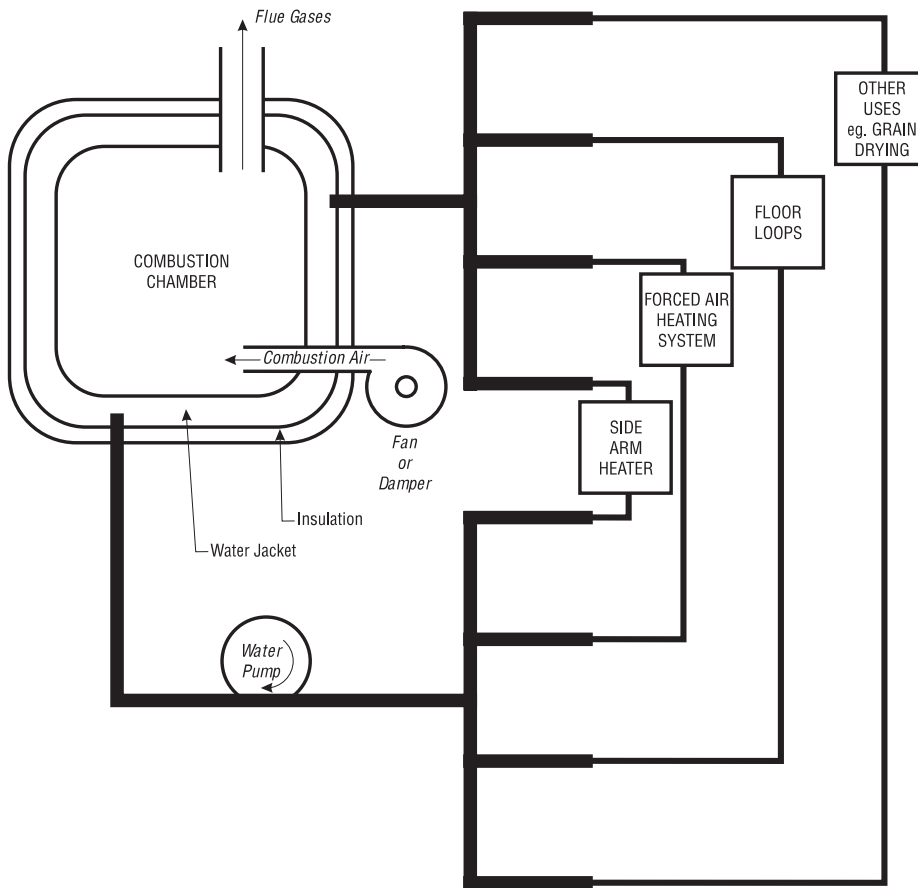 Flue Gases
OTHER
USES
eg. GRAIN
DRYING
FLOOR
LOOPS
COMBUSTION
CHAMBER
FORCED AIR
HEATING
SYSTEM
Combustion Air
SIDE
ARM
HEATER
Fan
or
Damper
Insulation
Water Jacket
Water
Pump